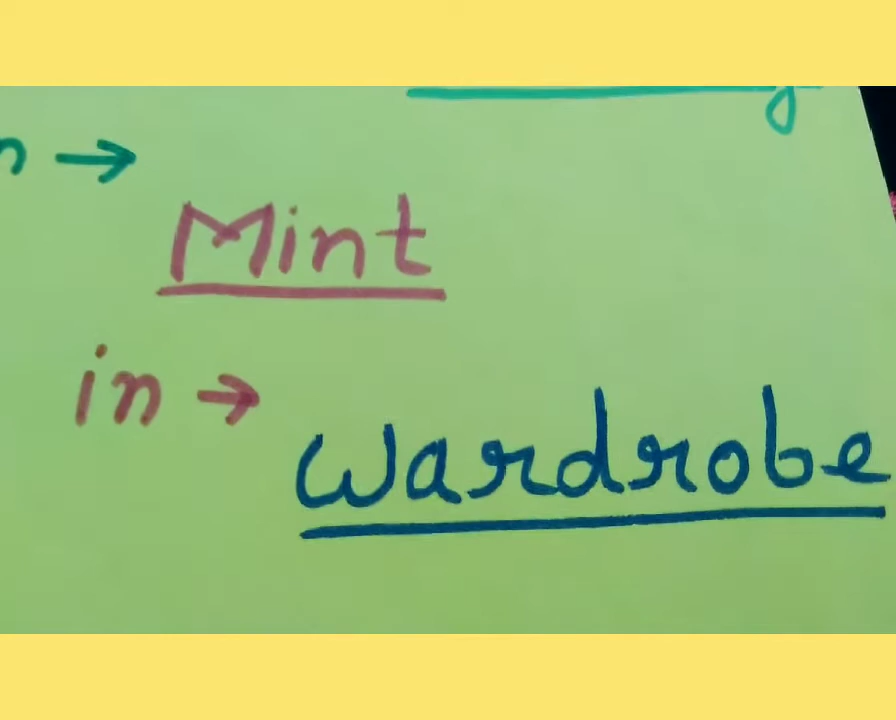 →
Mint
in →
Wardrobe